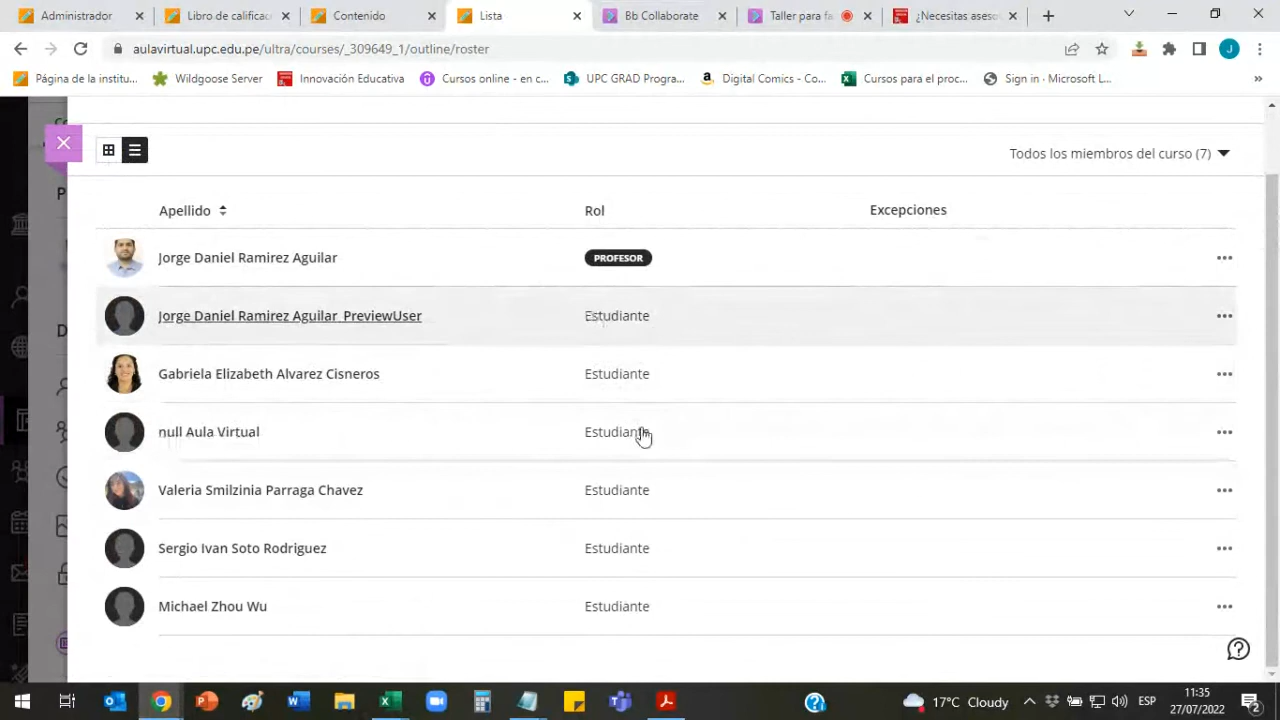 Administrador
Libro de calificac
Contenido
Lista
Bb Collaborate
Taller para fa
¿Necesitas asesor
aulavirtual.upc.edu.pe/ultra/courses/_309649_1/outline/roster
Página de la institu...
Wildgoose Server
Innovación Educativa
Cursos online - en c...
UPC GRAD Progra...
Digital Comics - Co...
Cursos para el proc...
Sign in · Microsoft L...
»
Todos los miembros del curso (7)
Apellido
Rol
Excepciones
Jorge Daniel Ramirez Aguilar
PROFESOR
Jorge Daniel Ramirez Aguilar_PreviewUser
Estudiante
Gabriela Elizabeth Alvarez Cisneros
Estudiante
null Aula Virtual
Estudiante
Valeria Smilzinia Parraga Chavez
Estudiante
Sergio Ivan Soto Rodriguez
Estudiante
Michael Zhou Wu
Estudiante
17°C Cloudy
ESP
11:35
27/07/2022
2